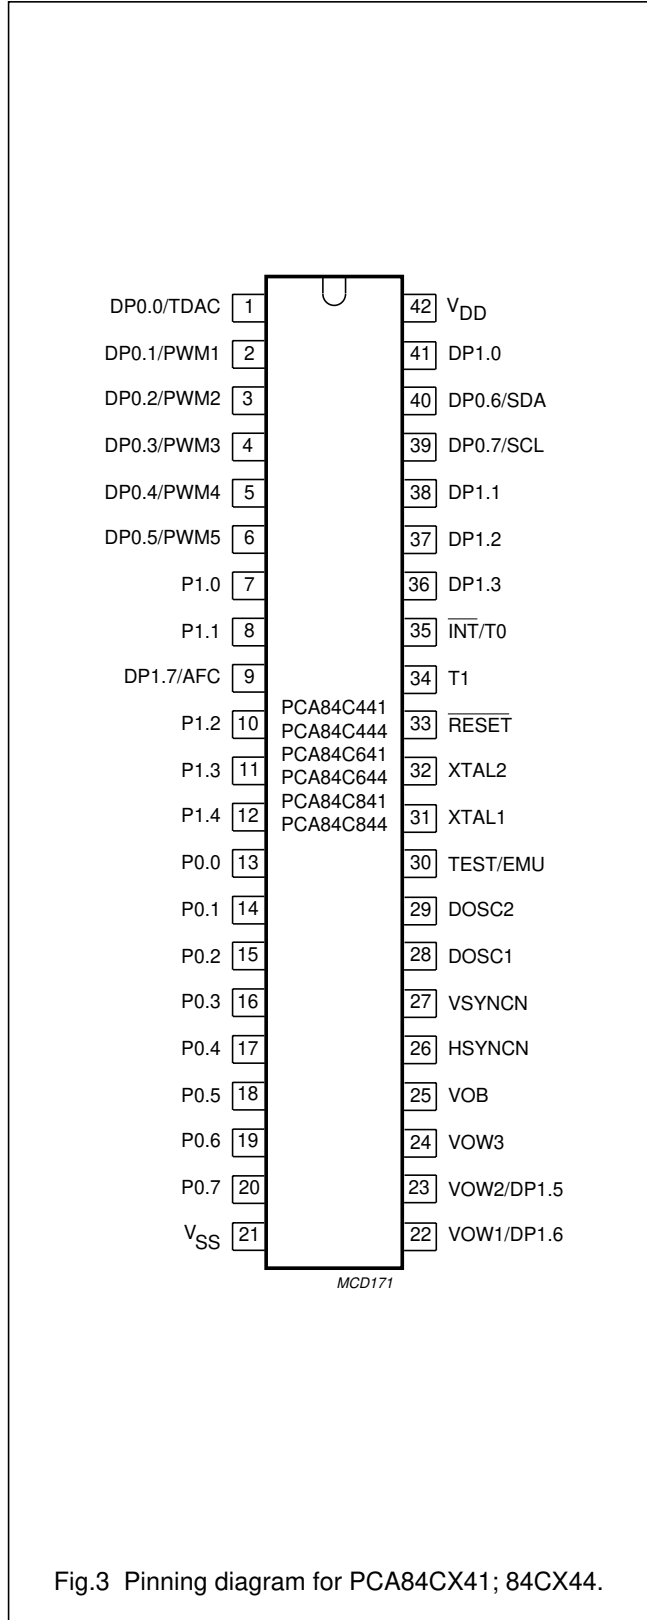 DP0.0/TDAC 1 42 VDD
DP0.1/PWM1 2 41 DP1.0
DP0.2/PWM2 3 40 DP0.6/SDA
DP0.3/PWM3 4 39 DP0.7/SCL
DP0.4/PWM4 5 38 DP1.1
DP0.5/PWM5 6 37 DP1.2
P1.0 7 36 DP1.3
P1.1 8 35 INT/T0
DP1.7/AFC 9 34 T1
PCA84C441
P1.2 10 33 RESET
PCA84C444
PCA84C641
P1.3 11 32 XTAL2
PCA84C644
PCA84C841
P1.4 12 31 XTAL1
PCA84C844
P0.0 13 30 TEST/EMU
P0.1 14 29 DOSC2
P0.2 15 28 DOSC1
P0.3 16 27 VSYNCN
P0.4 17 26 HSYNCN
P0.5 18 25 VOB
P0.6 19 24 VOW3
P0.7 20 23 VOW2/DP1.5
VSS 21 22 VOW1/DP1.6
MCD171
Fig.3 Pinning diagram for PCA84CX41; 84CX44.